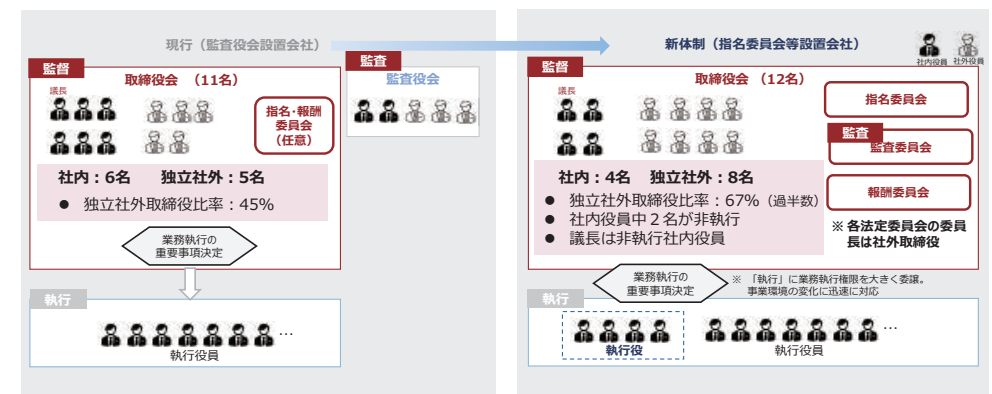 現行（監査役会設置会社）
監督
取締役会 （11名）
議長
指名・報酬
委員会
（任意）
社内：6名 独立社外：5名
● 独立社外取締役比率：45%
業務執行の
重要事項決定
監査
監査役会
執行
…
執行役員
新体制（指名委員会等設置会社）
社内役員 社外役員
監督
取締役会 （12名）
議長
指名委員会
監査
監査委員会
報酬委員会
※ 各法定委員会の委員
長は社外取締役
社内：4名 独立社外：8名
● 独立社外取締役比率：67%（過半数）
● 社内役員中２名が非執行
● 議長は非執行社内役員
業務執行の
重要事項決定
※ 「執行」に業務執行権限を大きく委譲。
事業環境の変化に迅速に対応
執行
…
執行役
執行役員